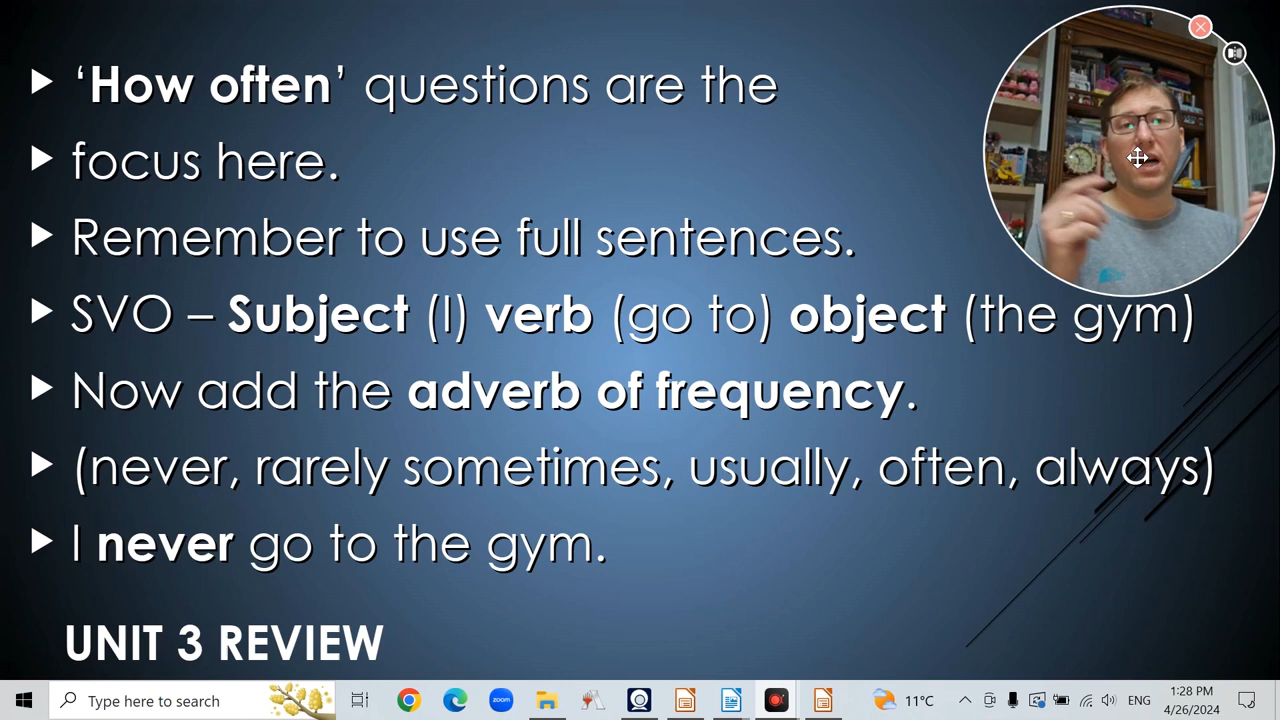 ‘How often’ questions are the
focus here.
Remember to use full sentences.
SVO – Subject (I) verb (go to) object (the gym)
Now add the adverb of frequency.
(never, rarely sometimes, usually, often, always)
I never go to the gym.
UNIT 3 REVIEW
Type here to search
zoom
11°C
ENG
1:28 PM
4/26/2024